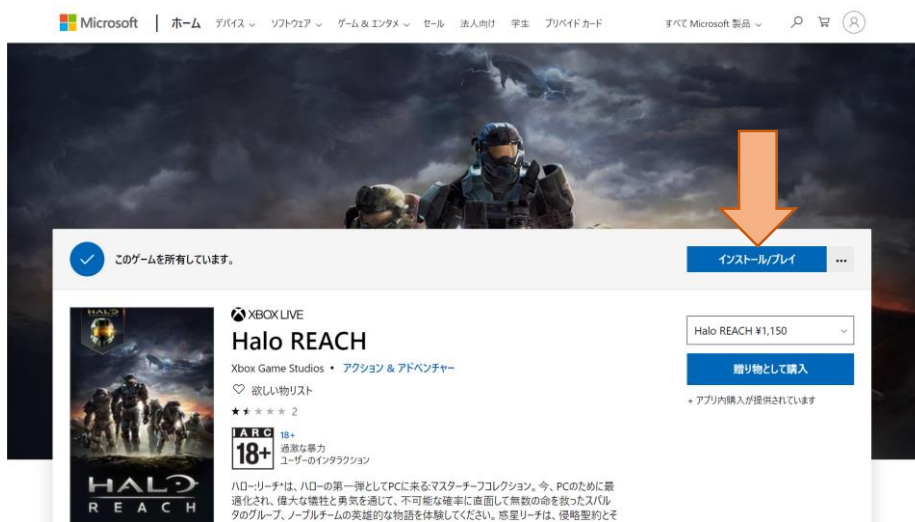 Microsoft ホーム デバイス ソフトウェア ゲーム & エンタメ セール 法人向け 学生 プリペイド カード すべて Microsoft 製品
このゲームを所有しています。
インストール/プレイ
XBOX LIVE
Halo REACH
Xbox Game Studios • アクション & アドベンチャー
欲しい物リスト
2
IARC
18+
18+
過激な暴力
ユーザーのインタラクション
ハロー:リーチ*は、ハローの第一弾としてPCに来る:マスターチーフコレクション。今、PCのために最
適化され、偉大な犠牲と勇気を通じて、不可能な確率に直面して無数の命を救ったスパル
タのグループ、ノーブルチームの英雄的な物語を体験してください。惑星リーチは、侵略聖約とそ
Halo REACH ¥1,150
贈り物として購入
+ アプリ内購入が提供されています
HALO
HALO
REACH